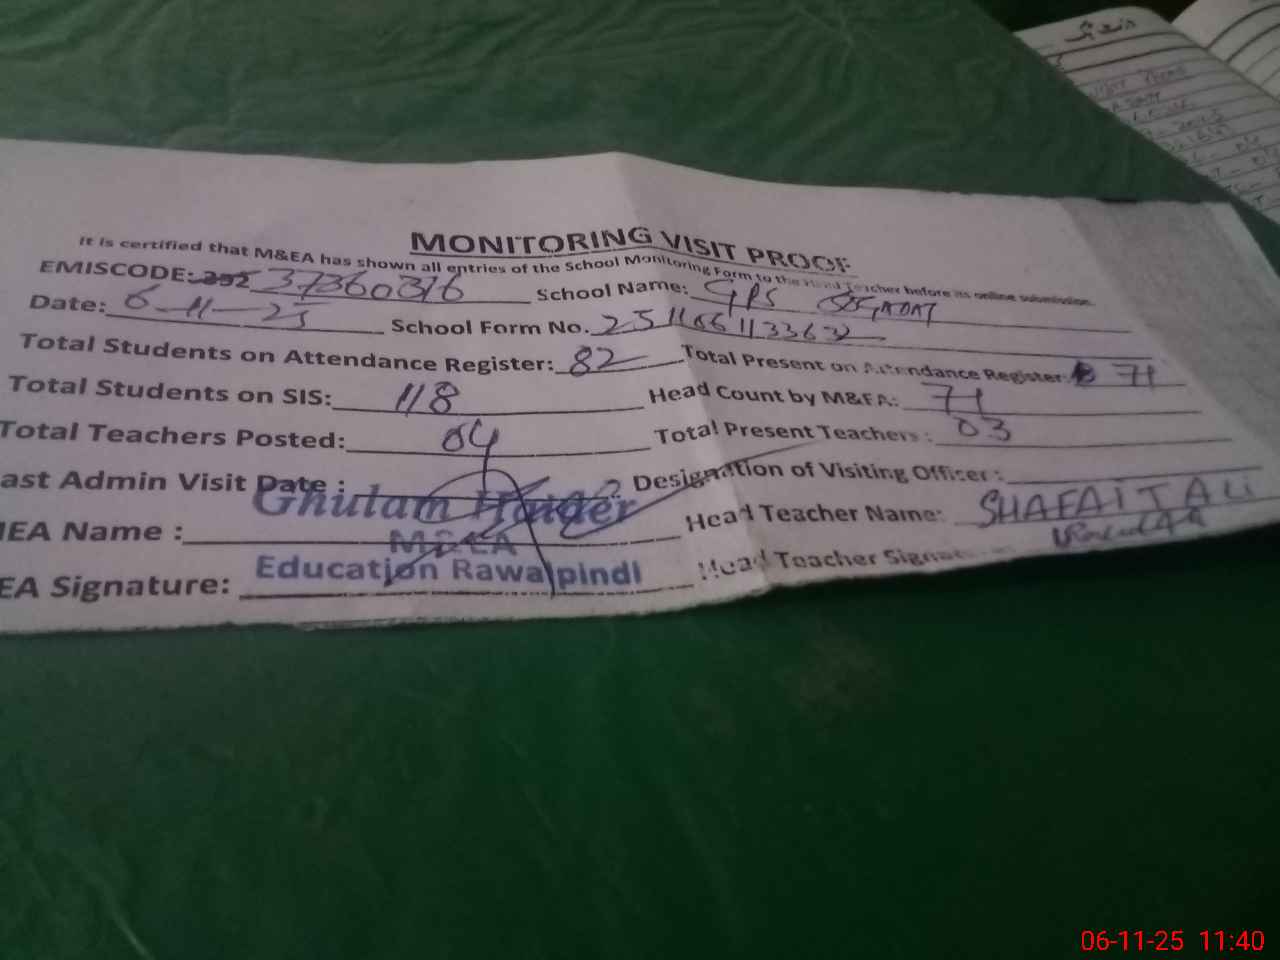 MONITORING VISIT PROOF
It is certified that M&EA has shown all entries of the School Monitoring Form to the Head Teacher before its online submission.
EMISCODE: 37360316 School Name: GPS
Date: 6-11-25 School Form No. 2511061133632
Total Students on Attendance Register: 82 Total Present on Attendance Register: 71
Total Students on SIS: 118 Head Count by M&EA: 71
Total Teachers Posted: 04 Total Present Teachers: 03
ast Admin Visit Date : Designation of Visiting Officer :
IEA Name : Ghulam Haider Head Teacher Name: SHAFAIT ALI
M&EA
EA Signature: Education Rawalpindi Head Teacher Signat
06-11-25 11:40